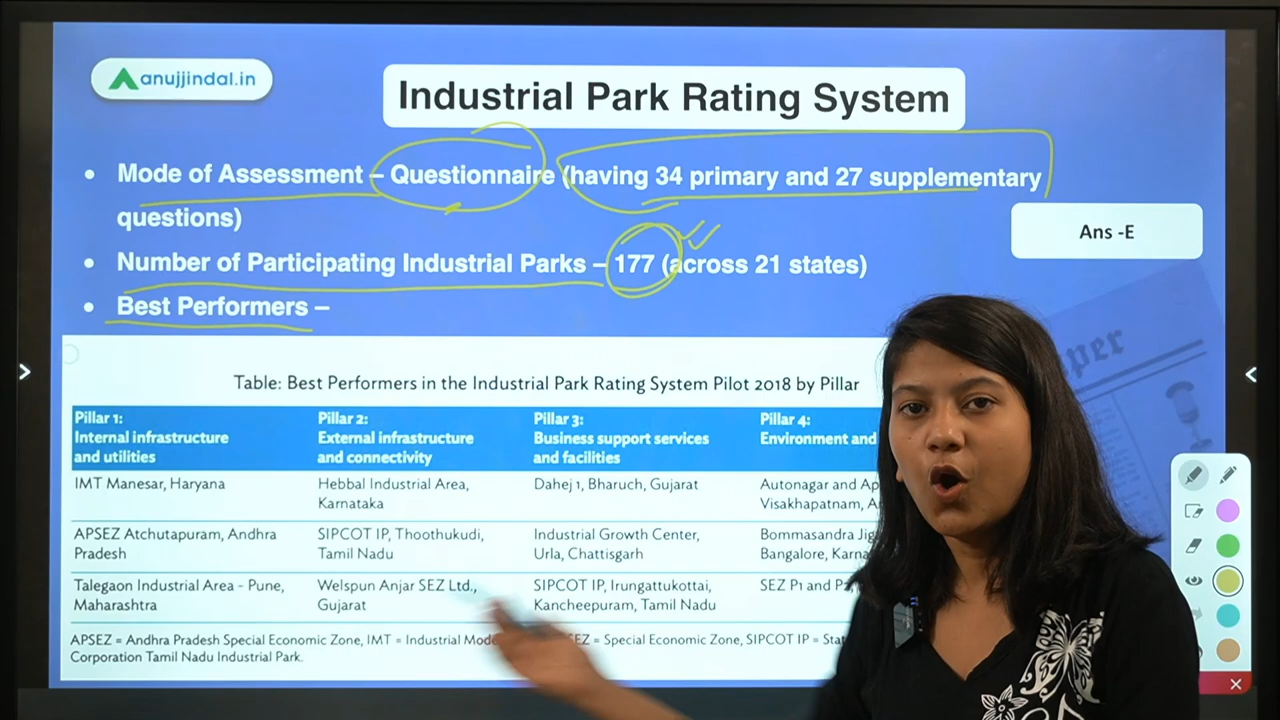 anujjindal.in
Industrial Park Rating System
• Mode of Assessment – Questionnaire (having 34 primary and 27 supplementary
questions)
Ans -E
• Number of Participating Industrial Parks – 177 (across 21 states)
• Best Performers –
per
Table: Best Performers in the Industrial Park Rating System Pilot 2018 by Pillar
Pillar 1: Pillar 2: Pillar 3: Pillar 4:
Internal infrastructure External infrastructure Business support services Environment and
and utilities and connectivity and facilities
IMT Manesar, Haryana Hebbal Industrial Area, Dahej 1, Bharuch, Gujarat Autonagar and
Karnataka Visakhapatnam,
APSEZ Atchutapuram, Andhra SIPCOT IP, Thoothukudi, Industrial Growth Center, Bommasandra
Pradesh Tamil Nadu Urla, Chattisgarh Bangalore,
Talegaon Industrial Area - Pune, Welspun Anjar SEZ Ltd., SIPCOT IP, Irungattukottai, SEZ P1 and
Maharashtra Gujarat Kancheepuram, Tamil Nadu
APSEZ = Andhra Pradesh Special Economic Zone, IMT = Industrial = Special Economic Zone, SIPCOT IP =
Corporation Tamil Nadu Industrial Park.